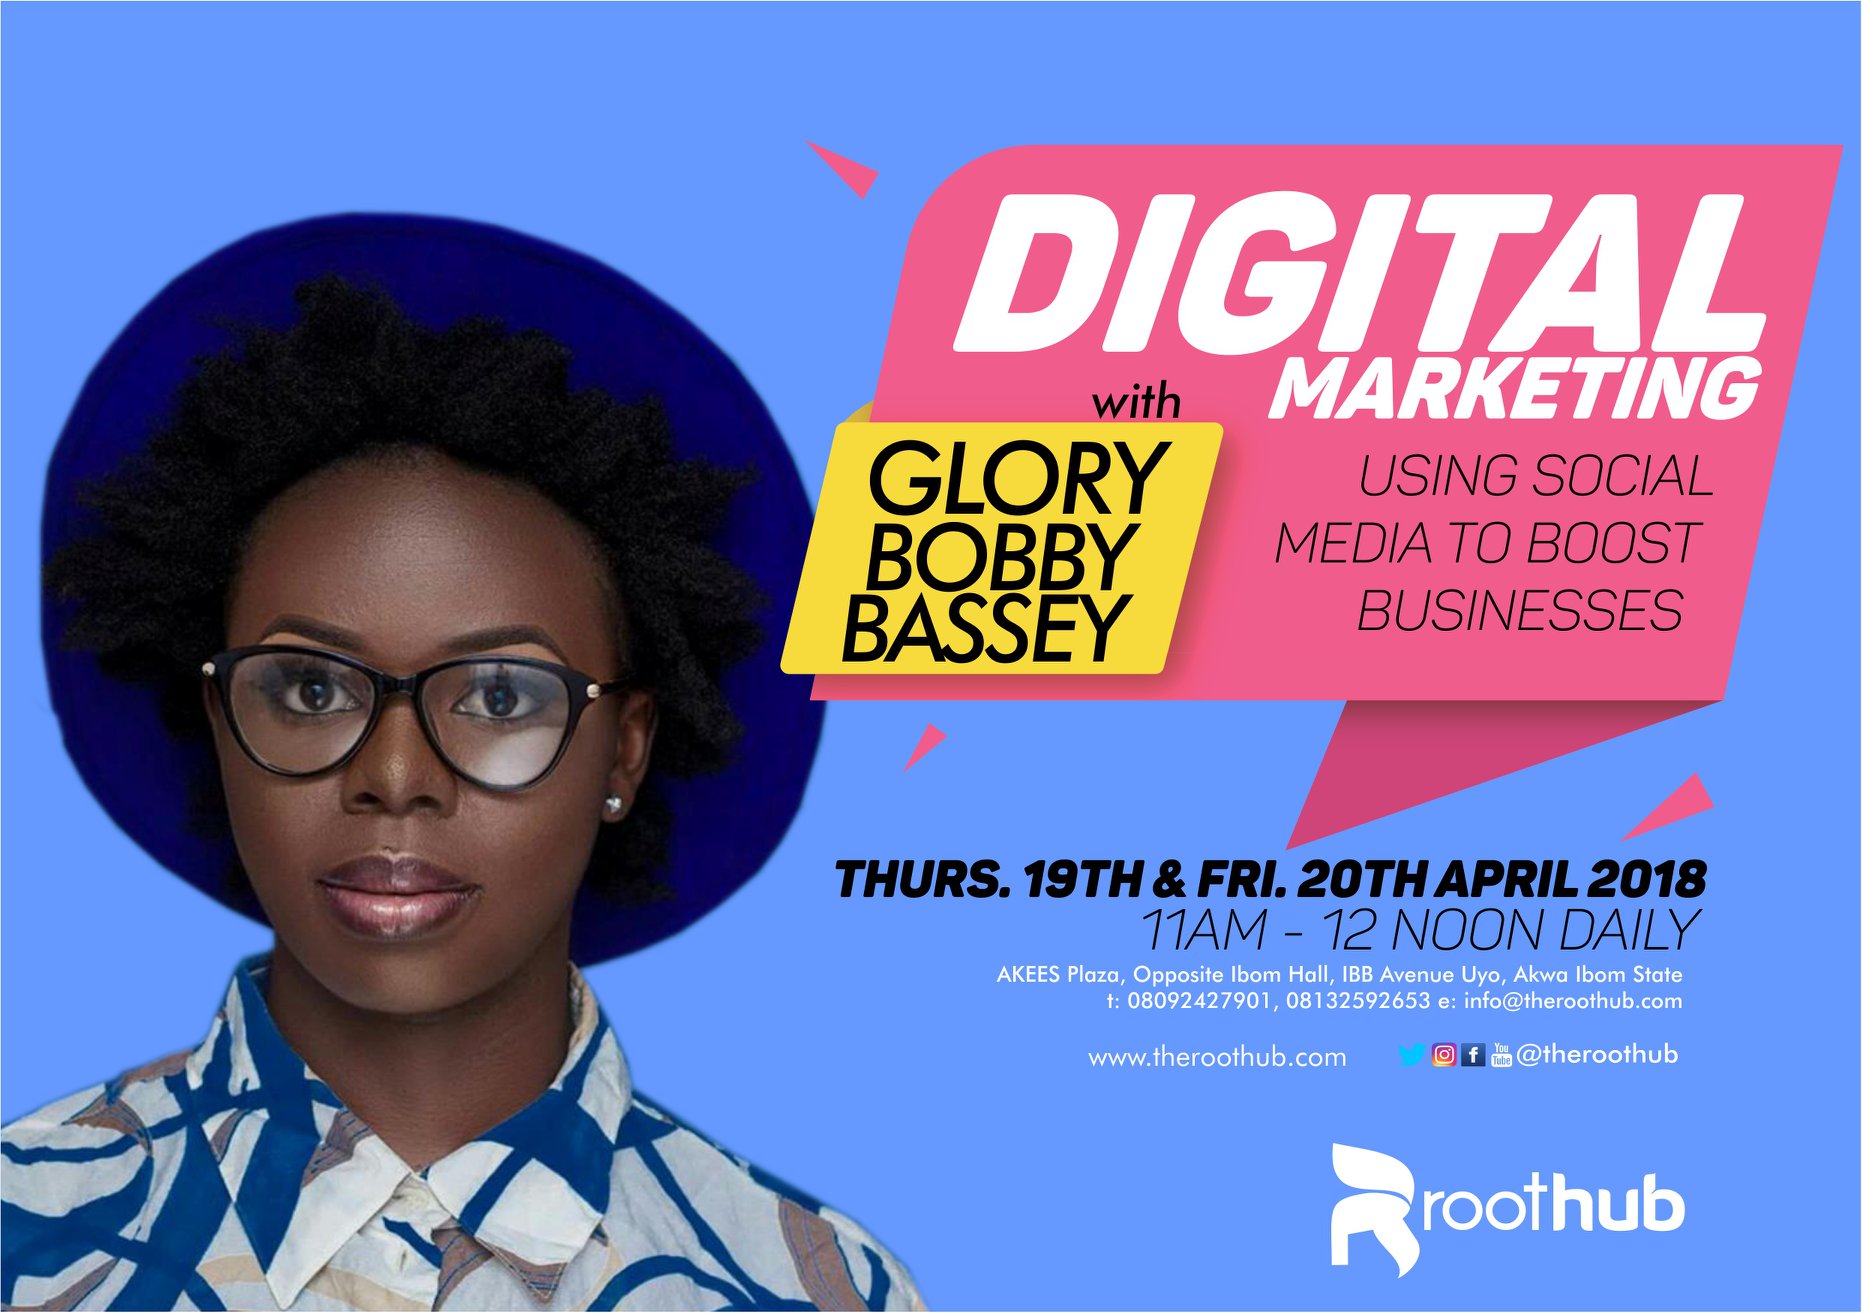 DIGITAL
MARKETING
with
GLORY
BOBBY
BASSEY
USING SOCIAL
MEDIA TO BOOST
BUSINESSES
THURS. 19TH & FRI. 20TH APRIL 2018
11AM - 12 NOON DAILY
AKEES Plaza, Opposite Ibom Hall, IBB Avenue Uyo, Akwa Ibom State
t: 08092427901, 08132592653 e: info@theroothub.com
www.theroothub.com You Tube @theroothub
roothub